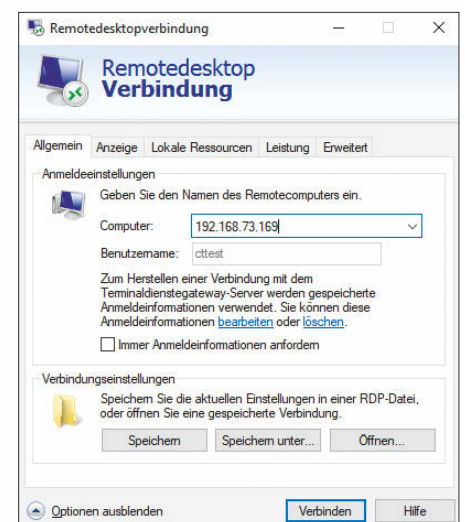 Remotedesktopverbindung
Remotedesktop
Verbindung
Allgemein Anzeige Lokale Ressourcen Leistung Erweitert
Anmeldeeinstellungen
Geben Sie den Namen des Remotecomputers ein.
Computer: 192.168.73.169
Benutzername: cttest
Zum Herstellen einer Verbindung mit dem
Terminaldienstegateway-Server werden gespeicherte
Anmeldeinformationen verwendet. Sie können diese
Anmeldeinformationen bearbeiten oder löschen.
Immer Anmeldeinformationen anfordern
Verbindungseinstellungen
Speichern Sie die aktuellen Einstellungen in einer RDP-Datei,
oder öffnen Sie eine gespeicherte Verbindung.
Speichern Speichern unter... Öffnen...
Optionen ausblenden Verbinden Hilfe